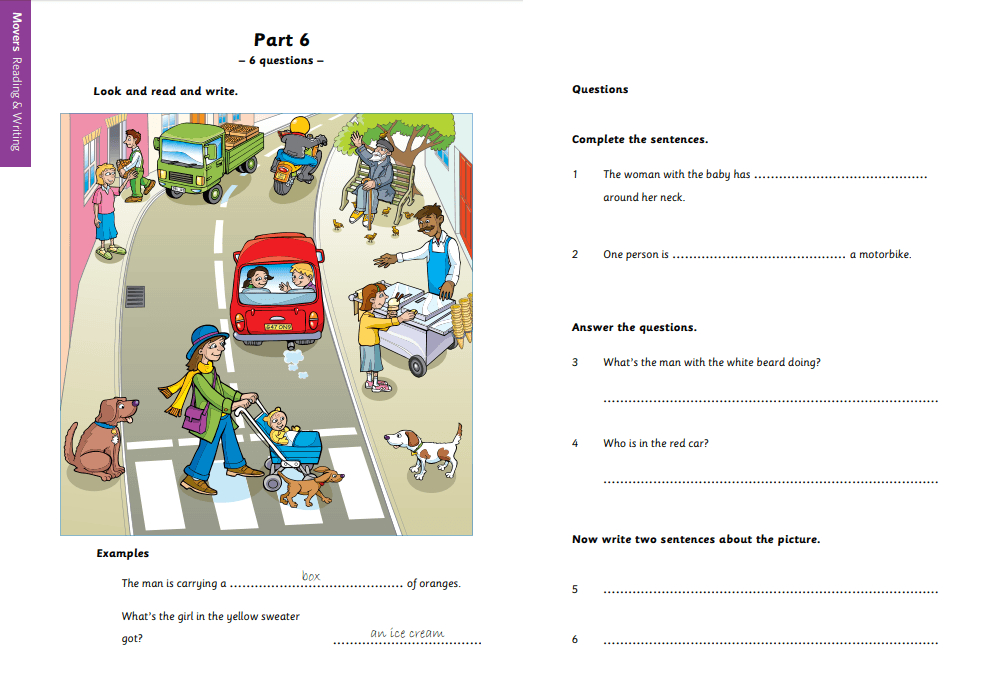 Movers Reading & Writing
Part 6
– 6 questions –
Look and read and write.
Examples
box
The man is carrying a .......................................... of oranges.
What's the girl in the yellow sweater
an ice cream
got? ....................................
Questions
Complete the sentences.
1 The woman with the baby has ..........................................
around her neck.
2 One person is .......................................... a motorbike.
Answer the questions.
3 What's the man with the white beard doing?
................................................................................
4 Who is in the red car?
................................................................................
Now write two sentences about the picture.
5 ................................................................................
6 ................................................................................